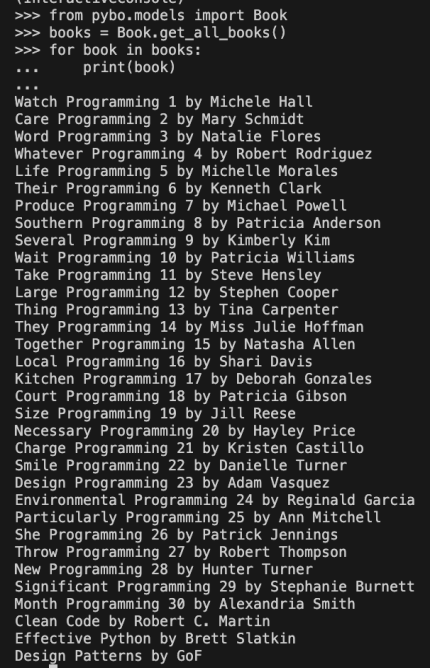 (InteractiveConsole)
>>> from pybo.models import Book
>>> books = Book.get_all_books()
>>> for book in books:
...     print(book)
...
Watch Programming 1 by Michele Hall
Care Programming 2 by Mary Schmidt
Word Programming 3 by Natalie Flores
Whatever Programming 4 by Robert Rodriguez
Life Programming 5 by Michelle Morales
Their Programming 6 by Kenneth Clark
Produce Programming 7 by Michael Powell
Southern Programming 8 by Patricia Anderson
Several Programming 9 by Kimberly Kim
Wait Programming 10 by Patricia Williams
Take Programming 11 by Steve Hensley
Large Programming 12 by Stephen Cooper
Thing Programming 13 by Tina Carpenter
They Programming 14 by Miss Julie Hoffman
Together Programming 15 by Natasha Allen
Local Programming 16 by Shari Davis
Kitchen Programming 17 by Deborah Gonzales
Court Programming 18 by Patricia Gibson
Size Programming 19 by Jill Reese
Necessary Programming 20 by Hayley Price
Charge Programming 21 by Kristen Castillo
Smile Programming 22 by Danielle Turner
Design Programming 23 by Adam Vasquez
Environmental Programming 24 by Reginald Garcia
Particularly Programming 25 by Ann Mitchell
She Programming 26 by Patrick Jennings
Throw Programming 27 by Robert Thompson
New Programming 28 by Hunter Turner
Significant Programming 29 by Stephanie Burnett
Month Programming 30 by Alexandria Smith
Clean Code by Robert C. Martin
Effective Python by Brett Slatkin
Design Patterns by GoF